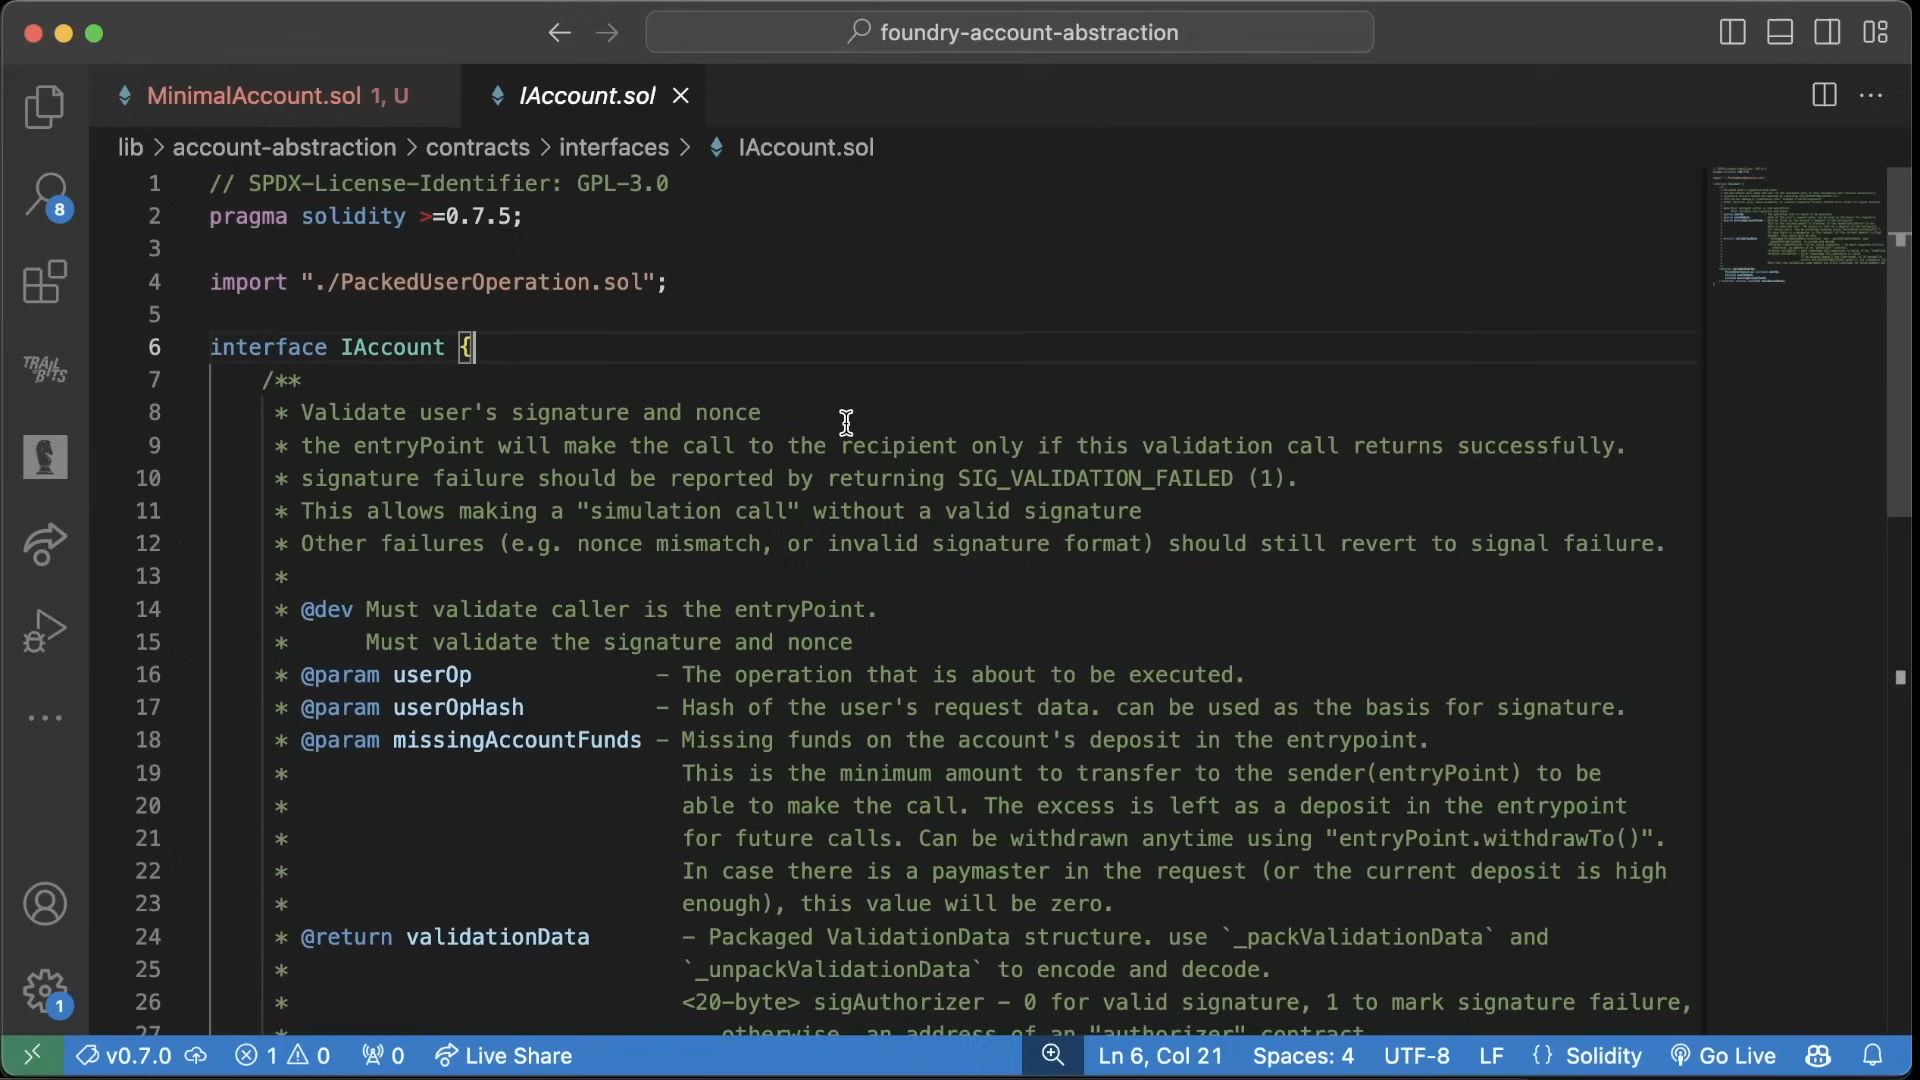 foundry-account-abstraction
MinimalAccount.sol 1, U
IAccount.sol
lib > account-abstraction > contracts > interfaces > IAccount.sol
1 // SPDX-License-Identifier: GPL-3.0
2 pragma solidity >=0.7.5;
3
4 import "./PackedUserOperation.sol";
5
6 interface IAccount {
7 /**
8 * Validate user's signature and nonce
9 * the entryPoint will make the call to the recipient only if this validation call returns successfully.
10 * signature failure should be reported by returning SIG_VALIDATION_FAILED (1).
11 * This allows making a "simulation call" without a valid signature
12 * Other failures (e.g. nonce mismatch, or invalid signature format) should still revert to signal failure.
13 *
14 * @dev Must validate caller is the entryPoint.
15 * Must validate the signature and nonce
16 * @param userOp - The operation that is about to be executed.
17 * @param userOpHash - Hash of the user's request data. can be used as the basis for signature.
18 * @param missingAccountFunds - Missing funds on the account's deposit in the entrypoint.
19 * This is the minimum amount to transfer to the sender(entryPoint) to be
20 * able to make the call. The excess is left as a deposit in the entrypoint
21 * for future calls. Can be withdrawn anytime using "entryPoint.withdrawTo()".
22 * In case there is a paymaster in the request (or the current deposit is high
23 * enough), this value will be zero.
24 * @return validationData - Packaged ValidationData structure. use `_packValidationData` and
25 * `_unpackValidationData` to encode and decode.
26 * <20-byte> sigAuthorizer - 0 for valid signature, 1 to mark signature failure,
27 * otherwise, an address of an "authorizer" contract.
8
TRAIL OF BITS
1
v0.7.0 1 0 0 Live Share Ln 6, Col 21 Spaces: 4 UTF-8 LF {} Solidity Go Live